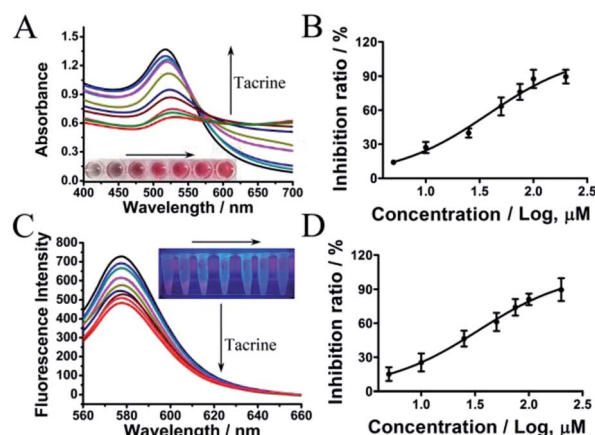 A
1.5
1.2
0.9
0.6
0.3
0.0
Absorbance
Tacrine
400 450 500 550 600 650 700
Wavelength / nm
B
120
90
60
30
0
Inhibition ratio / %
0.5 1.0 1.5 2.0 2.5
Concentration / Log, μM
C
800
700
600
500
400
300
200
100
0
Fluorescence Intensity
Tacrine
560 580 600 620 640 660
Wavelength / nm
D
120
90
60
30
0
Inhibition ratio / %
1.0 1.5 2.0 2.5
Concentration / Log, μM